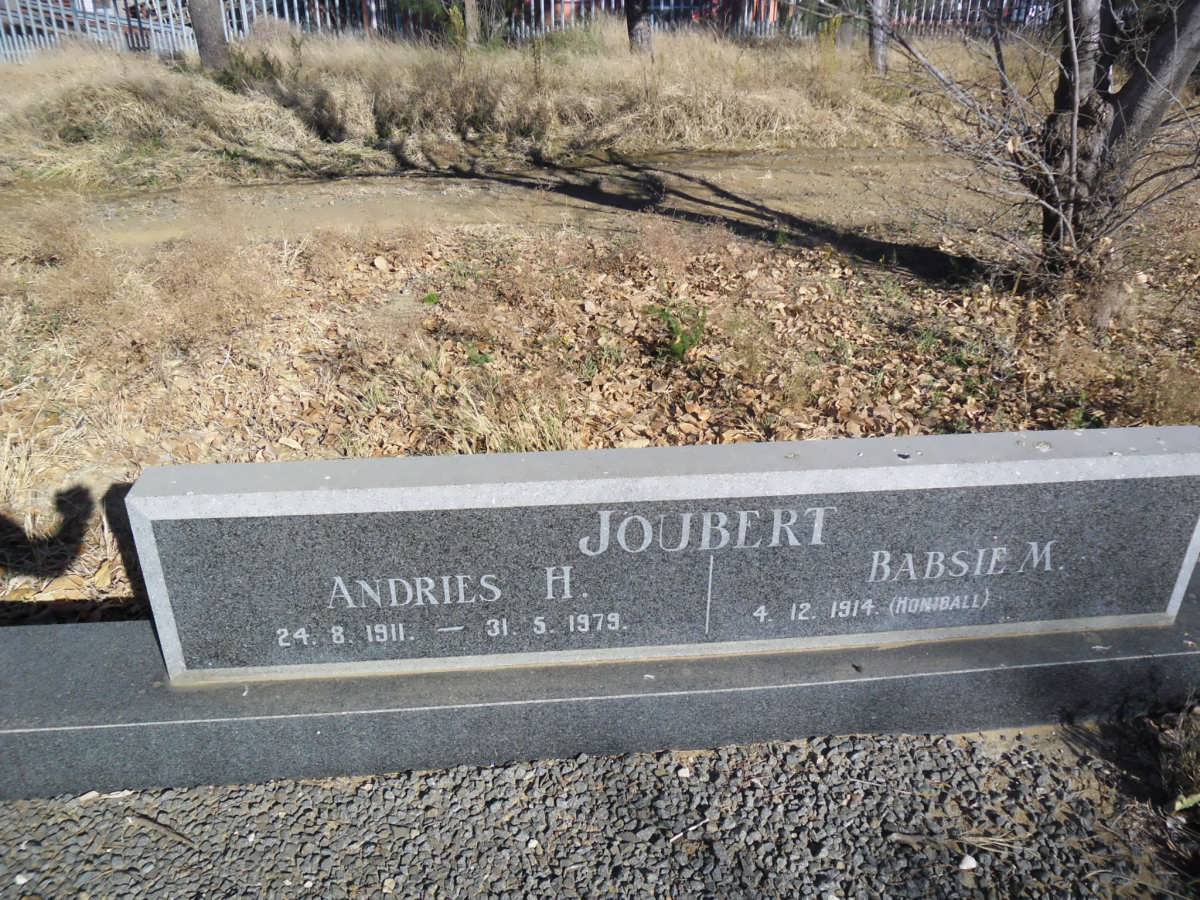 JOUBERT
ANDRIES H.
24. 8. 1911. — 31. 5. 1979.
BABSIE M.
4. 12. 1914. (HONIBALL)